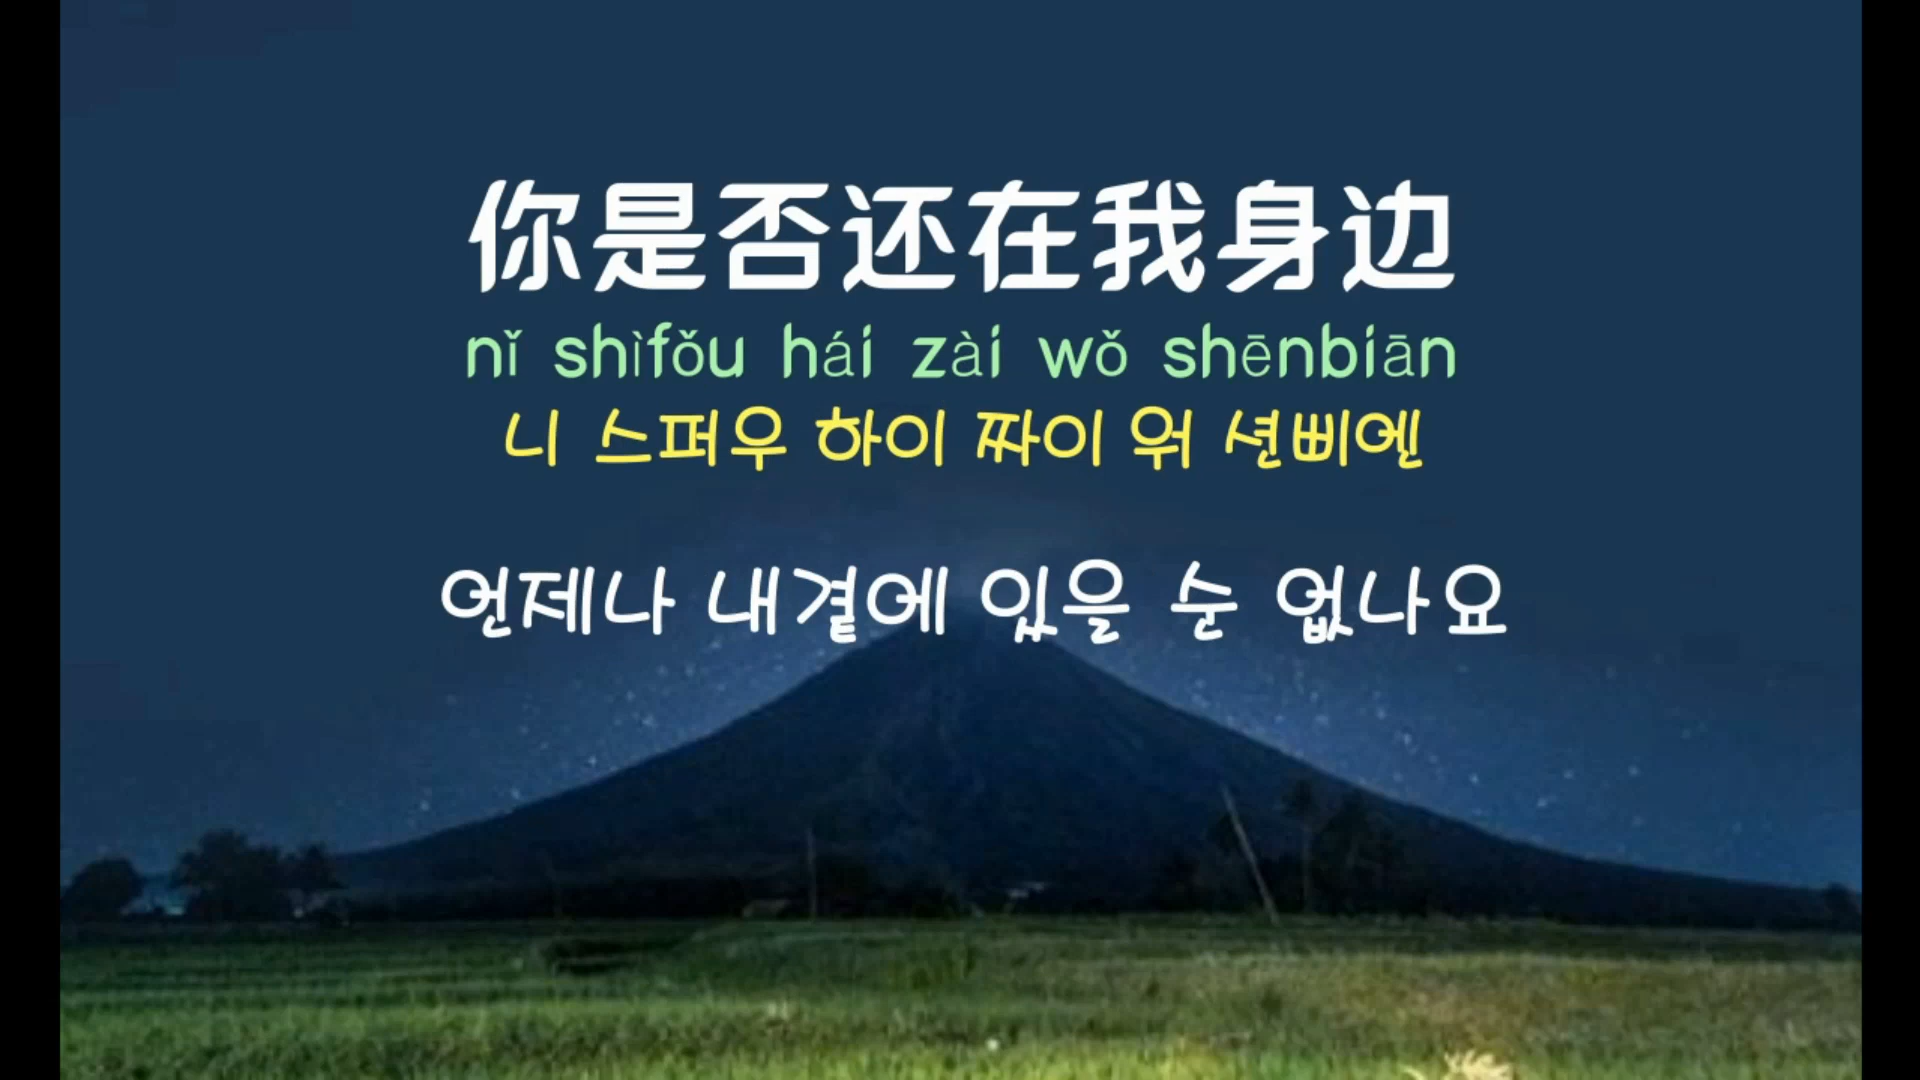 你是否还在我身边
nǐ shìfǒu hái zài wǒ shēnbiān
니 스퍼우 하이 짜이 워 션삐엔
언제나 내곁에 있을 순 없나요